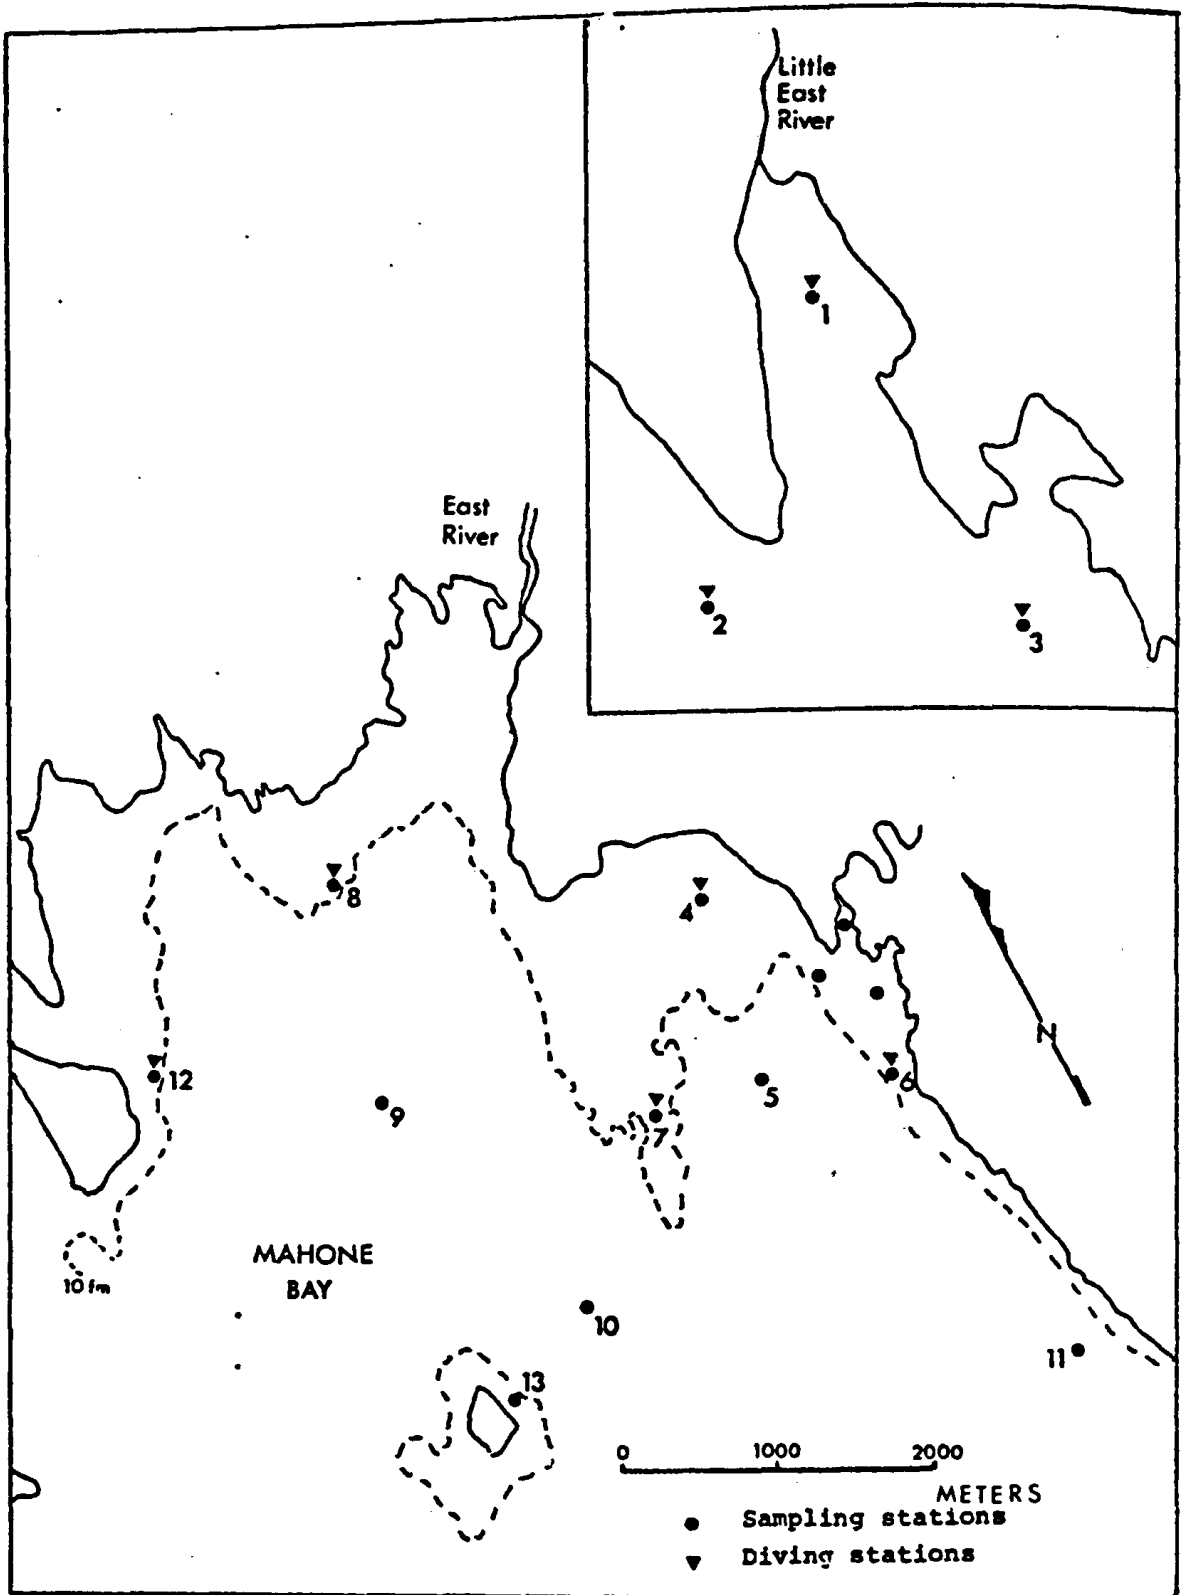 Little
East
River
1
2
3
East
River
8
4
12
9
5
6
7
N
MAHONE
BAY
10 fm
10
11
13
0 1000 2000
METERS
Sampling stations
Diving stations